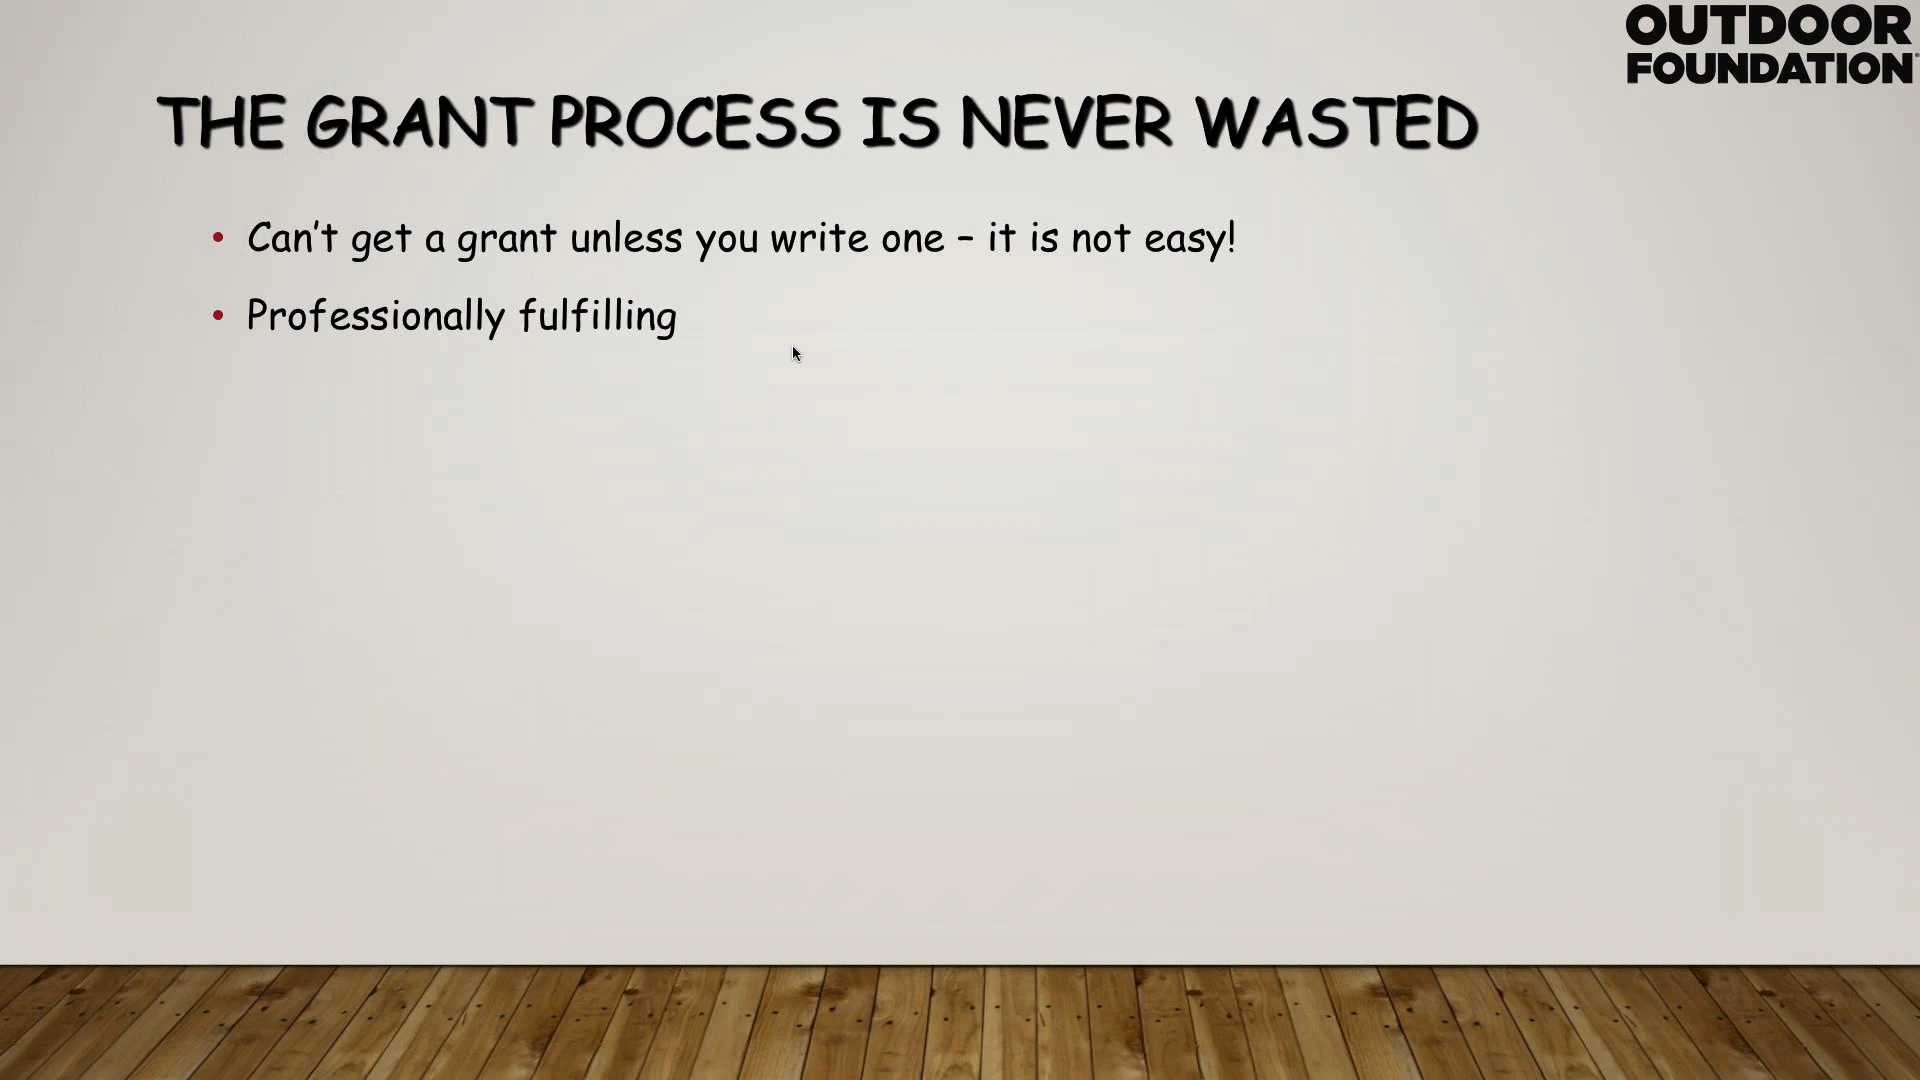 OUTDOOR
FOUNDATION
THE GRANT PROCESS IS NEVER WASTED
• Can't get a grant unless you write one – it is not easy!
• Professionally fulfilling